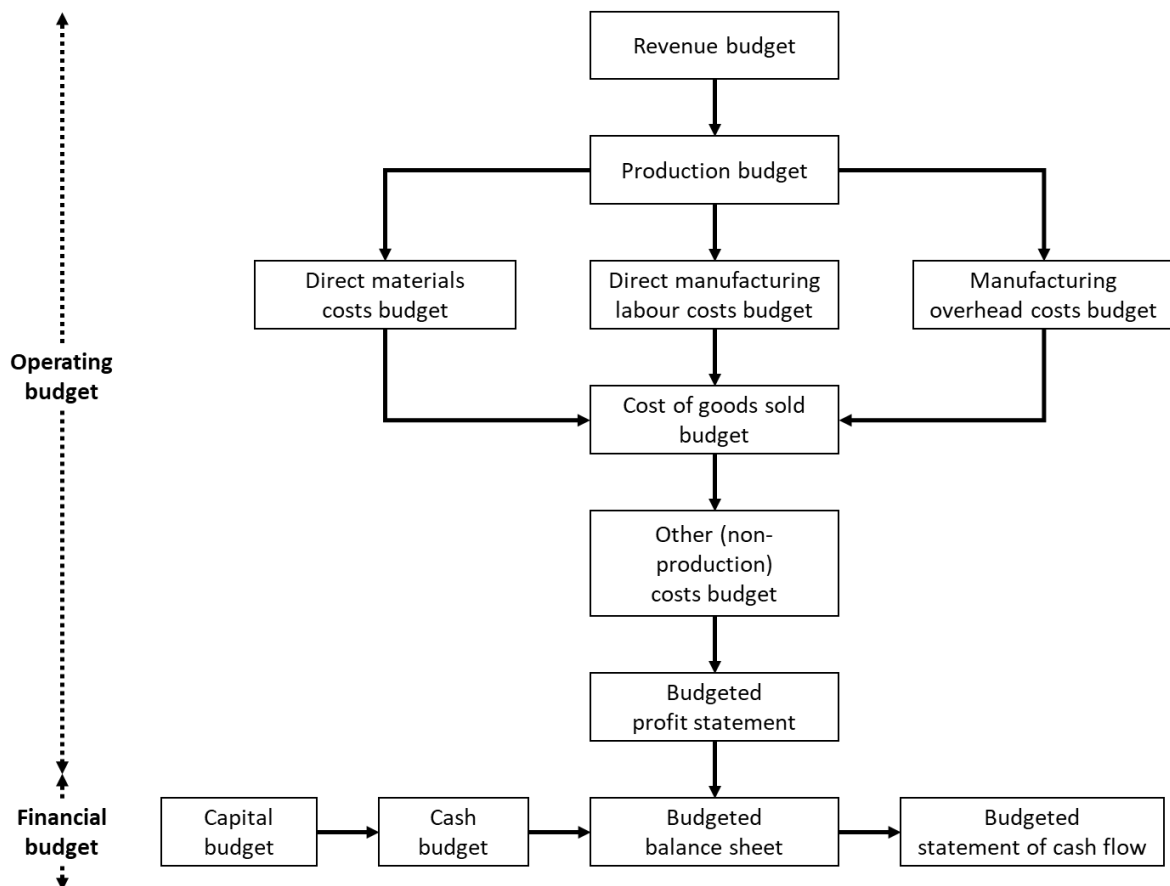 Revenue budget
Production budget
Direct materials
costs budget
Direct manufacturing
labour costs budget
Manufacturing
overhead costs budget
Operating
budget
Cost of goods sold
budget
Other (non-
production)
costs budget
Budgeted
profit statement
Financial
budget
Capital
budget
Cash
budget
Budgeted
balance sheet
Budgeted
statement of cash flow